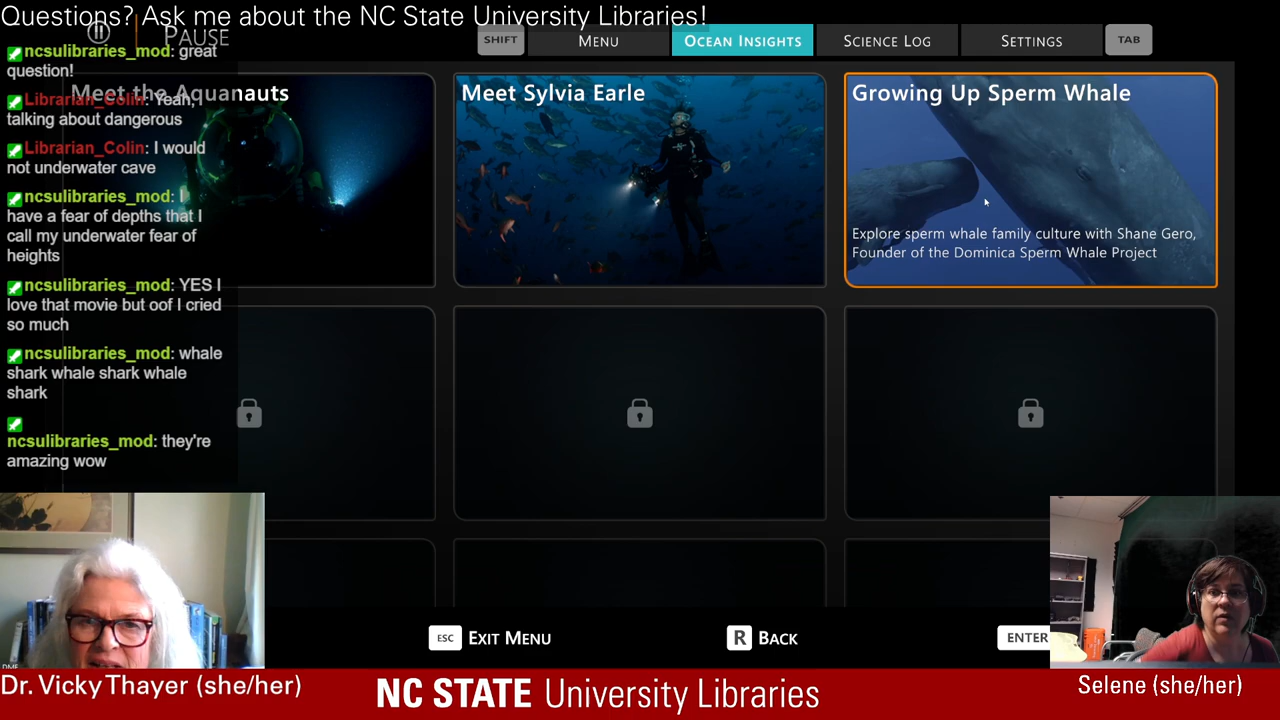 Questions? Ask me about the NC State University Libraries!
PAUSE
SHIFT
MENU
OCEAN INSIGHTS
SCIENCE LOG
SETTINGS
TAB
ncsulibraries_mod: great
question!
Librarian_Colin: Yeah,
talking about dangerous
Librarian_Colin: I would
not underwater cave
ncsulibraries_mod: I
have a fear of depths that I
call my underwater fear of
heights
ncsulibraries_mod: YES I
love that movie but oof I cried
so much
ncsulibraries_mod: whale
shark whale shark whale
shark
ncsulibraries_mod: they're
amazing wow
Meet the Aquanauts
Meet Sylvia Earle
Growing Up Sperm Whale
Explore sperm whale family culture with Shane Gero,
Founder of the Dominica Sperm Whale Project
ESC EXIT MENU
R BACK
ENTER
Dr. Vicky Thayer (she/her)
NC STATE University Libraries
Selene (she/her)